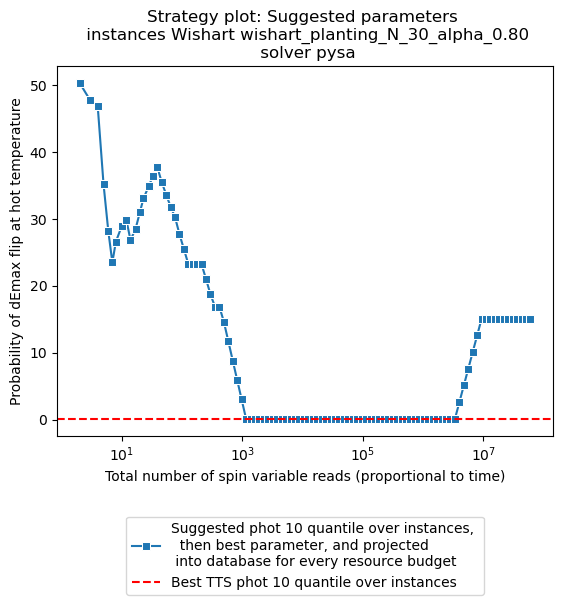 Strategy plot: Suggested parameters
instances Wishart wishart_planting_N_30_alpha_0.80
solver pysa
Probability of dEmax flip at hot temperature
50
40
30
20
10
0
10^1
10^3
10^5
10^7
Total number of spin variable reads (proportional to time)
Suggested phot 10 quantile over instances,
then best parameter, and projected
into database for every resource budget
Best TTS phot 10 quantile over instances